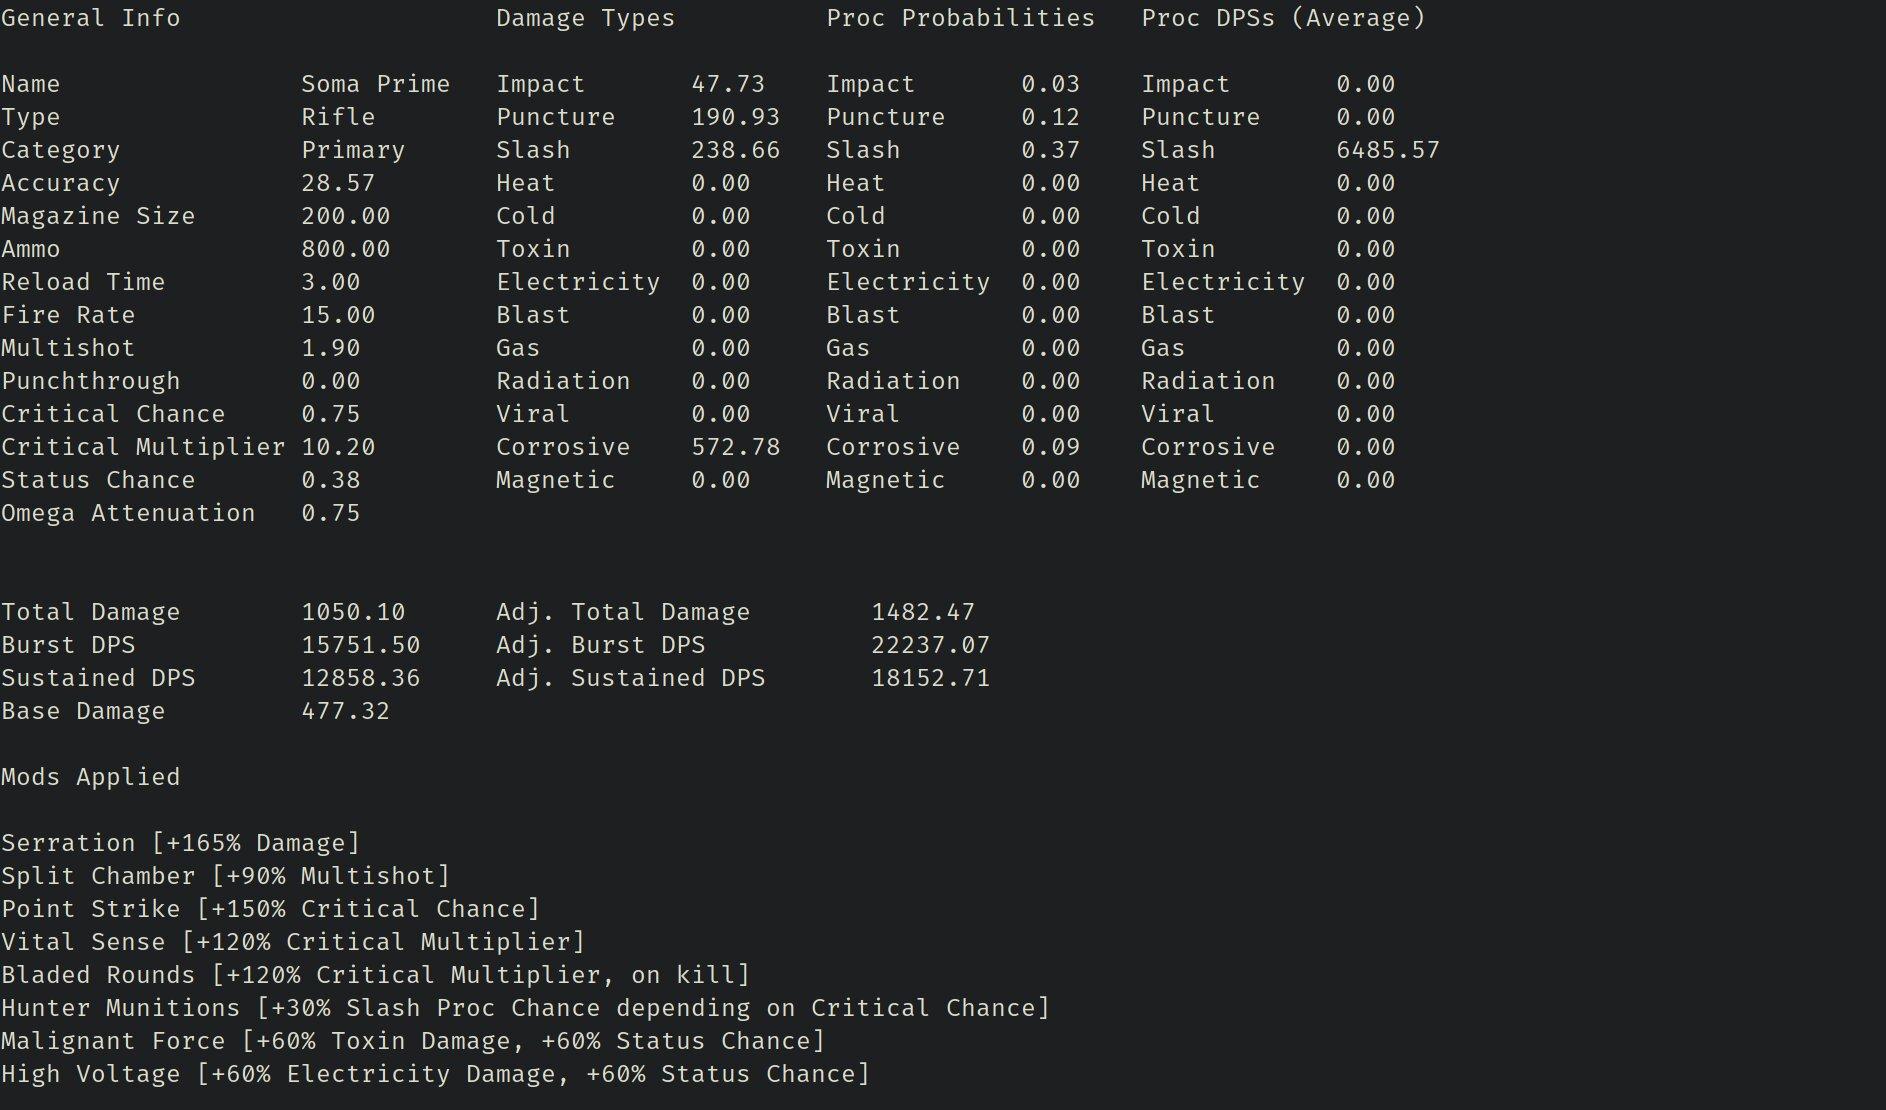 General Info Damage Types Proc Probabilities Proc DPSs (Average)
Name Soma Prime Impact 47.73 Impact 0.03 Impact 0.00
Type Rifle Puncture 190.93 Puncture 0.12 Puncture 0.00
Category Primary Slash 238.66 Slash 0.37 Slash 6485.57
Accuracy 28.57 Heat 0.00 Heat 0.00 Heat 0.00
Magazine Size 200.00 Cold 0.00 Cold 0.00 Cold 0.00
Ammo 800.00 Toxin 0.00 Toxin 0.00 Toxin 0.00
Reload Time 3.00 Electricity 0.00 Electricity 0.00 Electricity 0.00
Fire Rate 15.00 Blast 0.00 Blast 0.00 Blast 0.00
Multishot 1.90 Gas 0.00 Gas 0.00 Gas 0.00
Punchthrough 0.00 Radiation 0.00 Radiation 0.00 Radiation 0.00
Critical Chance 0.75 Viral 0.00 Viral 0.00 Viral 0.00
Critical Multiplier 10.20 Corrosive 572.78 Corrosive 0.09 Corrosive 0.00
Status Chance 0.38 Magnetic 0.00 Magnetic 0.00 Magnetic 0.00
Omega Attenuation 0.75
Total Damage 1050.10 Adj. Total Damage 1482.47
Burst DPS 15751.50 Adj. Burst DPS 22237.07
Sustained DPS 12858.36 Adj. Sustained DPS 18152.71
Base Damage 477.32
Mods Applied
Serration [+165% Damage]
Split Chamber [+90% Multishot]
Point Strike [+150% Critical Chance]
Vital Sense [+120% Critical Multiplier]
Bladed Rounds [+120% Critical Multiplier, on kill]
Hunter Munitions [+30% Slash Proc Chance depending on Critical Chance]
Malignant Force [+60% Toxin Damage, +60% Status Chance]
High Voltage [+60% Electricity Damage, +60% Status Chance]